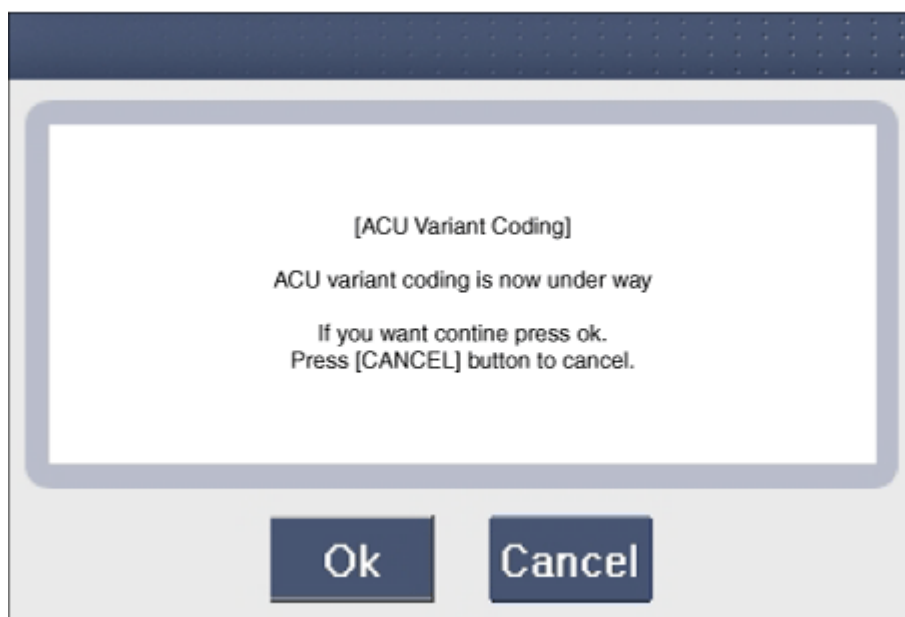 [ACU Variant Coding]
ACU variant coding is now under way
If you want contine press ok.
Press [CANCEL] button to cancel.
Ok
Cancel